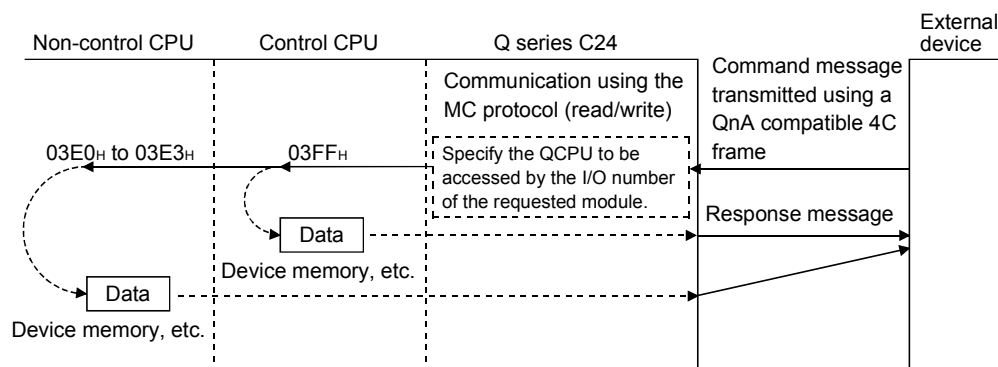 External
device
Non-control CPU
Control CPU
Q series C24
Communication using the
MC protocol (read/write)
Command message
transmitted using a
QnA compatible 4C
frame
03E0H to 03E3H
03FFH
Specify the QCPU to be
accessed by the I/O number
of the requested module.
Response message
Data
Device memory, etc.
Data
Device memory, etc.